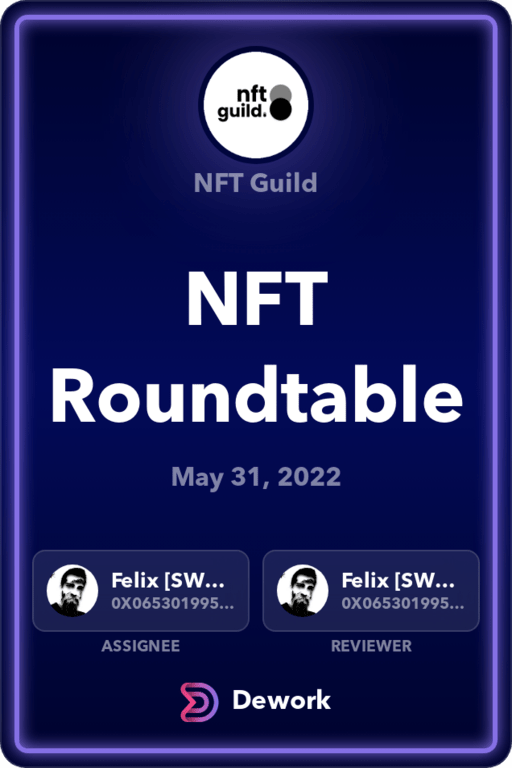 nft
guild.
NFT Guild
NFT
Roundtable
May 31, 2022
Felix [SW...
0X065301995...
ASSIGNEE
Felix [SW...
0X065301995...
REVIEWER
Dework